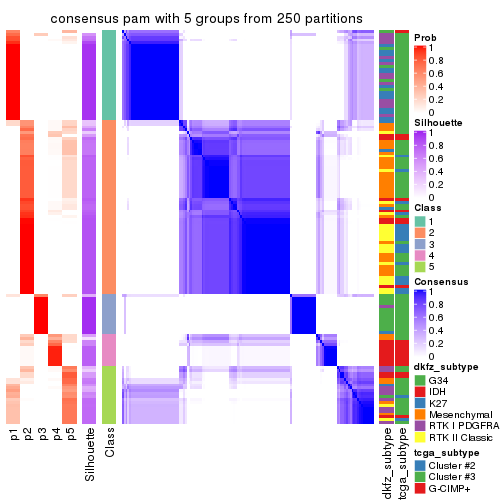 consensus pam with 5 groups from 250 partitions
Prob
1
0.8
0.6
0.4
0.2
0
Silhouette
1
0.8
0.6
0.4
0.2
0
Class
1
2
3
4
5
Consensus
1
0.8
0.6
0.4
0.2
0
dkfz_subtype
G34
IDH
K27
Mesenchymal
RTK I PDGFRA
RTK II Classic
tcga_subtype
Cluster #2
Cluster #3
G-CIMP+
p1
p2
p3
p4
p5
Silhouette
Class
dkfz_subtype
tcga_subtype